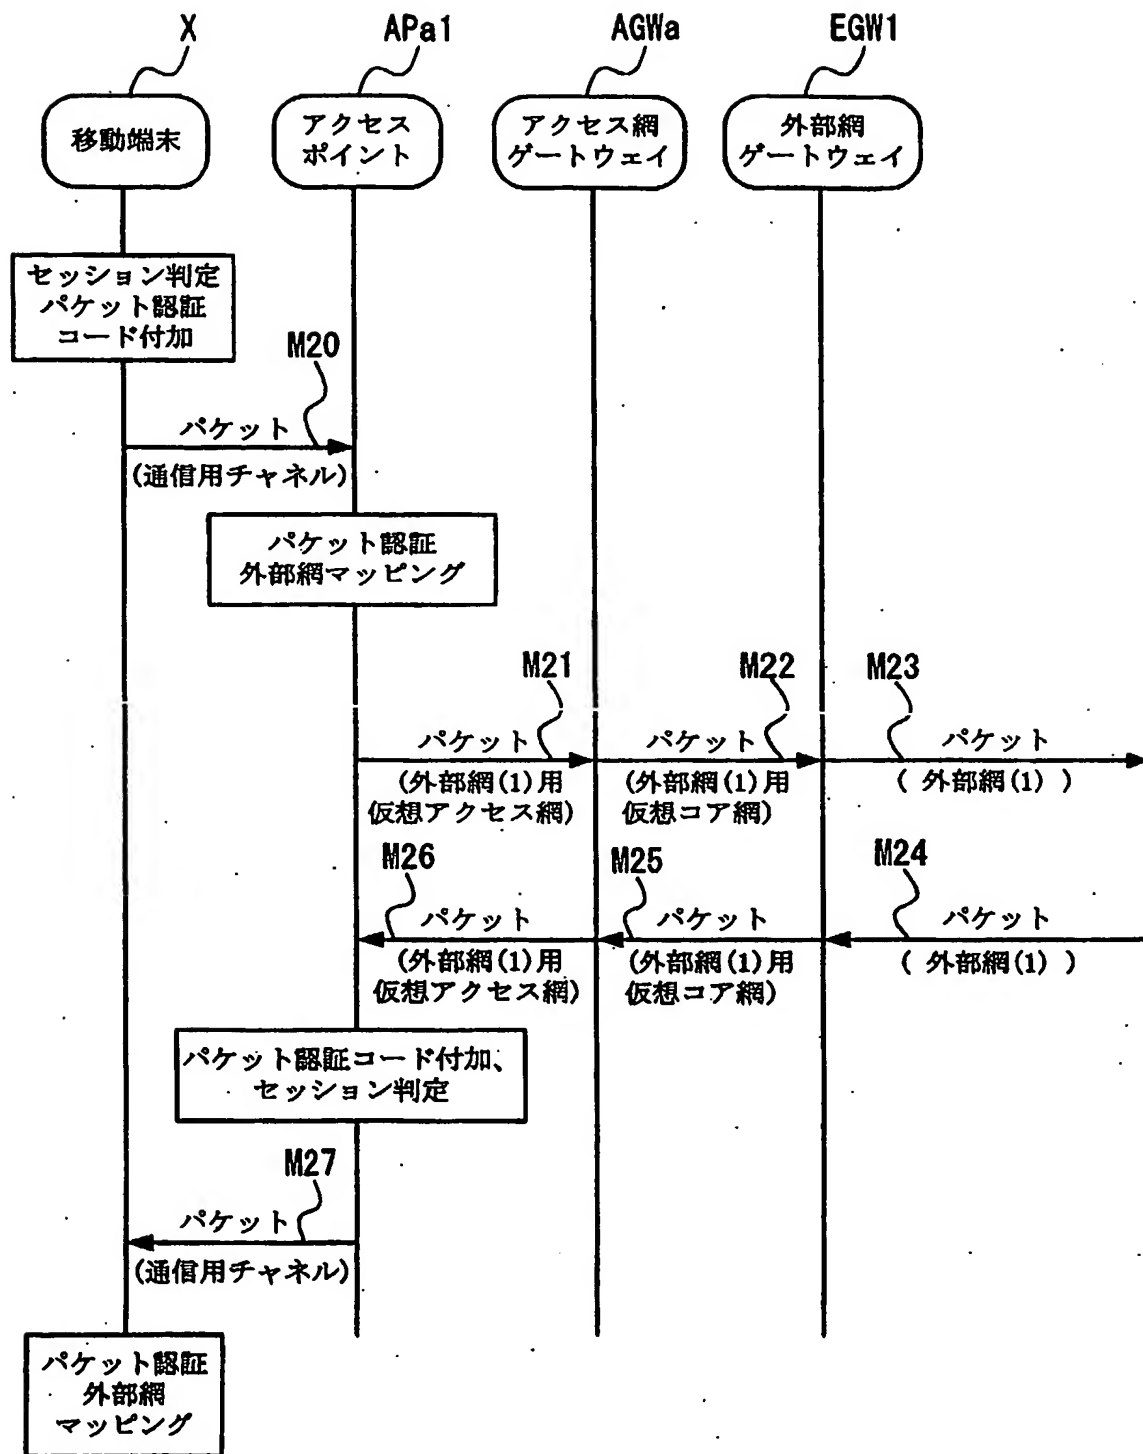 X
APa1
AGWa
EGW1
移動端末
アクセス
ポイント
アクセス網
ゲートウェイ
外部網
ゲートウェイ
セッション判定
パケット認証
コード付加
M20
パケット
(通信用チャネル)
パケット認証
外部網マッピング
M21
M22
M23
パケット
パケット
パケット
(外部網(1)用
仮想アクセス網)
(外部網(1)用
仮想コア網)
( 外部網(1) )
M26
M25
M24
パケット
パケット
パケット
(外部網(1)用
仮想アクセス網)
(外部網(1)用
仮想コア網)
( 外部網(1) )
パケット認証コード付加、
セッション判定
M27
パケット
(通信用チャネル)
パケット認証
外部網
マッピング